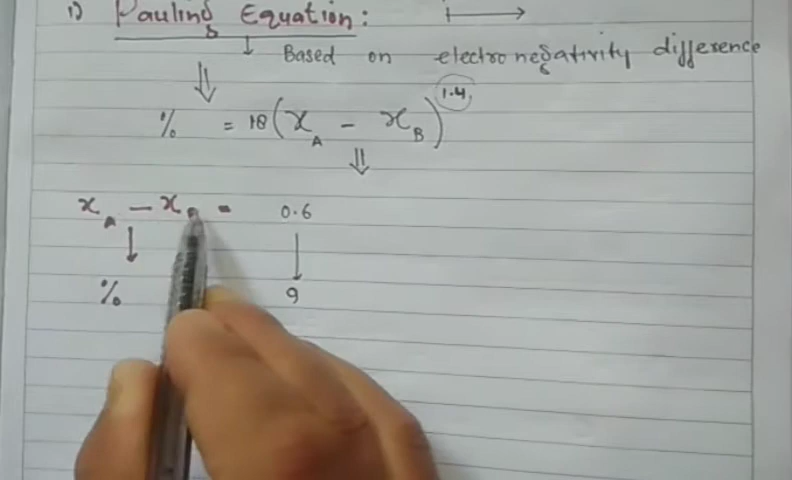 1) Pauling Equation:
Based on electronegativity difference
% = 18(x_A - x_B)^1.4
x_A - x_B = 0.6
% 9